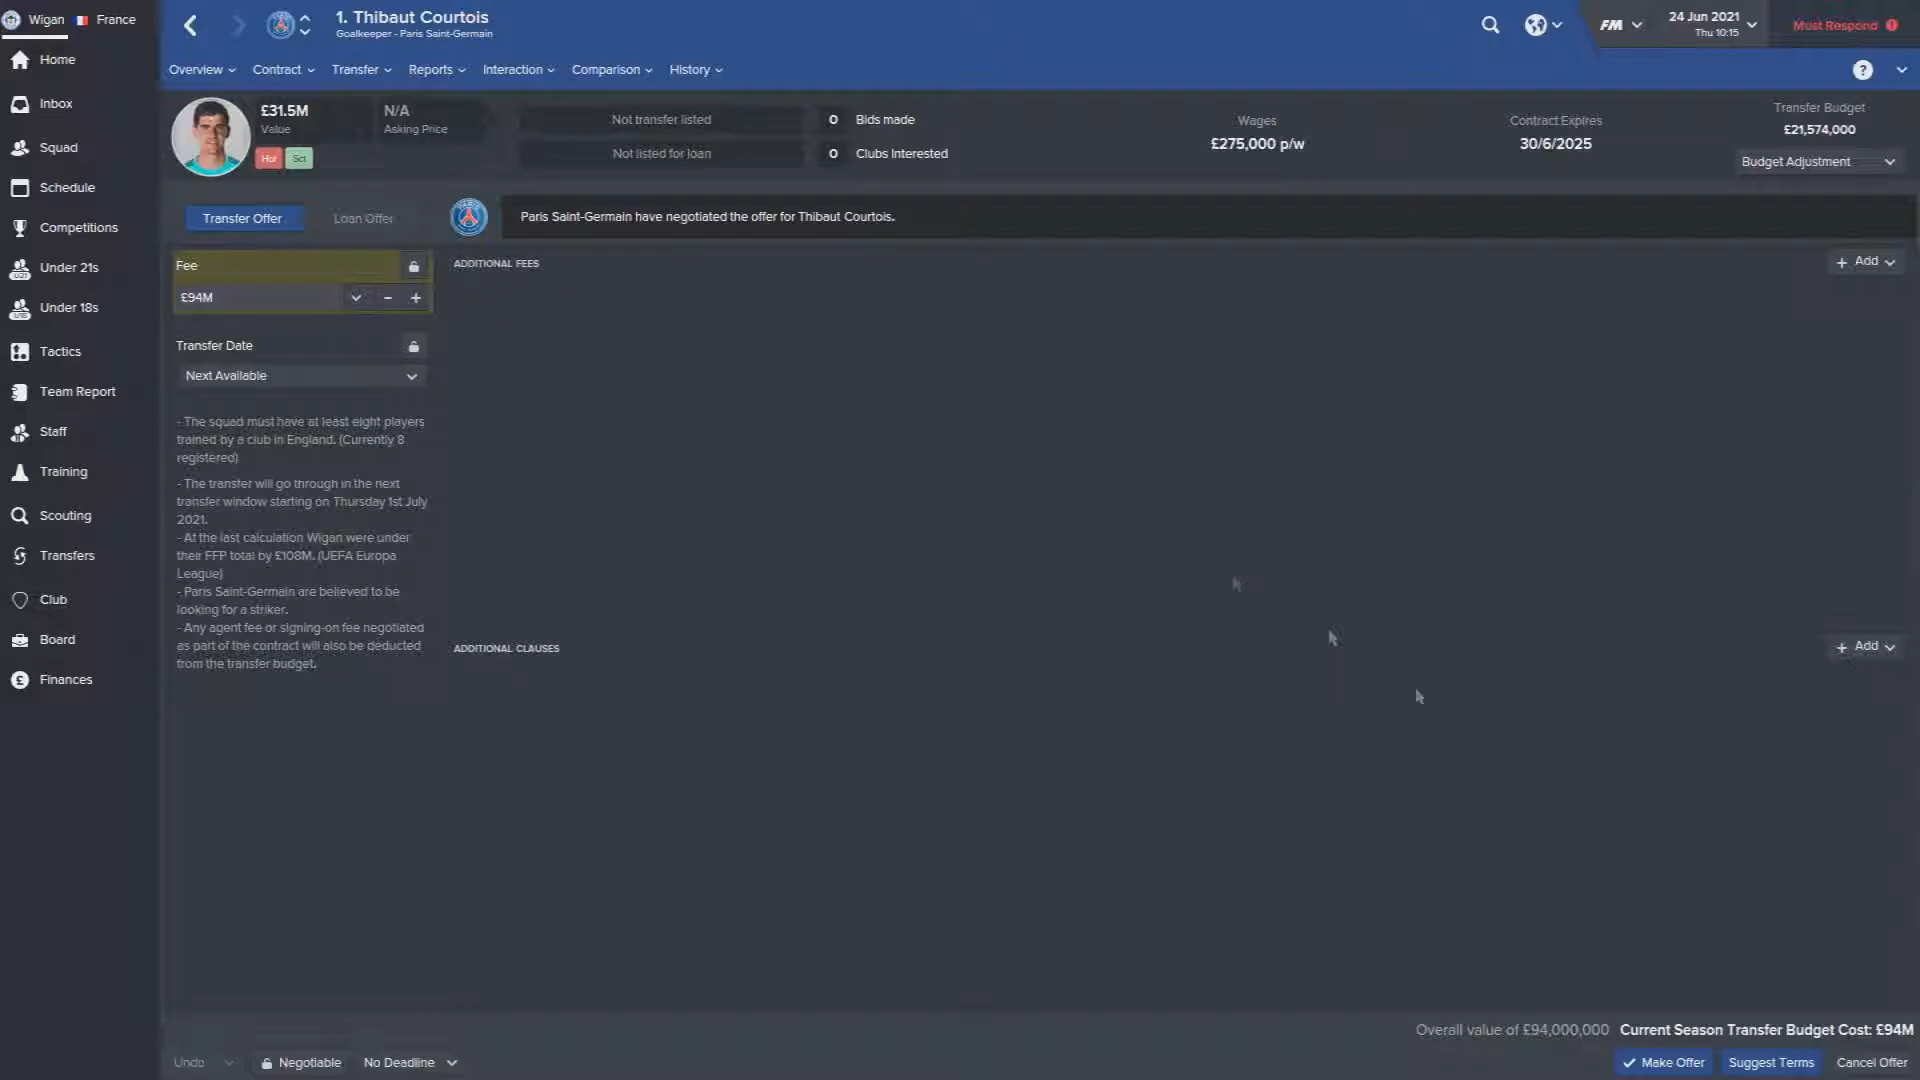 Wigan
France
1. Thibaut Courtois
Goalkeeper - Paris Saint-Germain
FM
24 Jun 2021
Thu 10:15
Must Respond
Overview
Contract
Transfer
Reports
Interaction
Comparison
History
?
Home
Inbox
Squad
Schedule
Competitions
Under 21s
Under 18s
Tactics
Team Report
Staff
Training
Scouting
Transfers
Club
Board
Finances
£31.5M
Value
Hol
Sct
N/A
Asking Price
Not transfer listed
Not listed for loan
0 Bids made
0 Clubs Interested
Wages
£275,000 p/w
Contract Expires
30/6/2025
Transfer Budget
£21,574,000
Budget Adjustment
Transfer Offer
Loan Offer
Paris Saint-Germain have negotiated the offer for Thibaut Courtois.
Fee
£94M
- +
Transfer Date
Next Available
- The squad must have at least eight players
trained by a club in England. (Currently 8
registered)
- The transfer will go through in the next
transfer window starting on Thursday 1st July
2021.
- At the last calculation Wigan were under
their FFP total by £108M. (UEFA Europa
League)
- Paris Saint-Germain are believed to be
looking for a striker.
- Any agent fee or signing-on fee negotiated
as part of the contract will also be deducted
from the transfer budget.
ADDITIONAL FEES
+ Add
ADDITIONAL CLAUSES
+ Add
Overall value of £94,000,000 Current Season Transfer Budget Cost: £94M
Undo
Negotiable
No Deadline
Make Offer
Suggest Terms
Cancel Offer